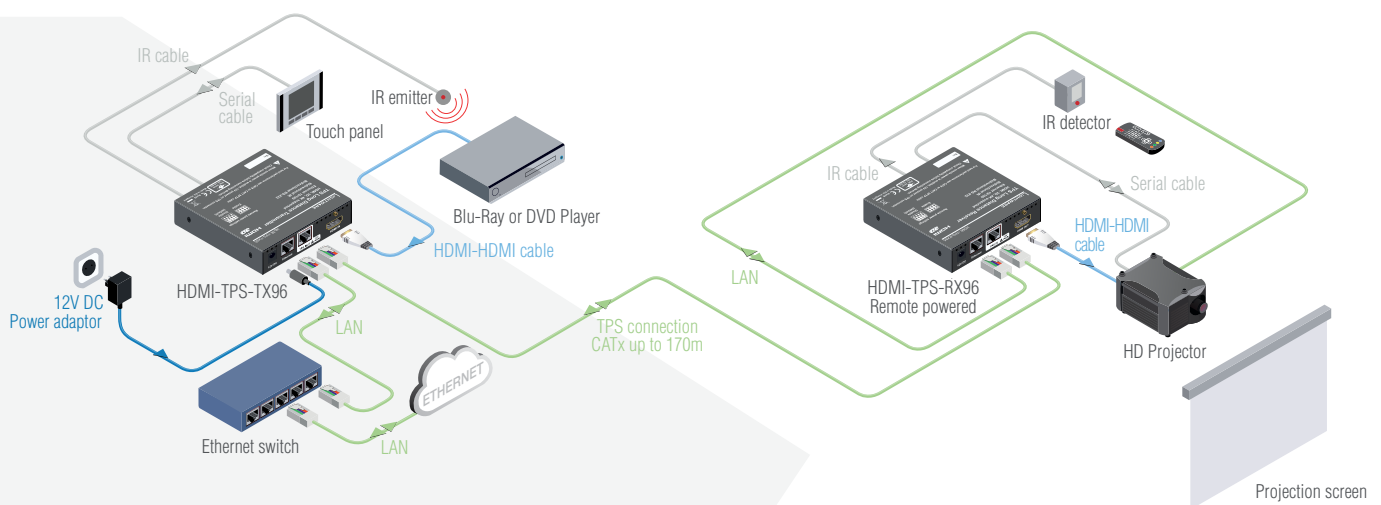 IR cable
Serial
cable
Touch panel
IR emitter
Blu-Ray or DVD Player
HDMI-HDMI cable
HDMI-TPS-TX96
12V DC
Power adaptor
LAN
Ethernet switch
LAN
ETHERNET
TPS connection
CATx up to 170m
IR detector
IR cable
Serial cable
LAN
HDMI-TPS-RX96
Remote powered
HDMI-HDMI
cable
HD Projector
Projection screen